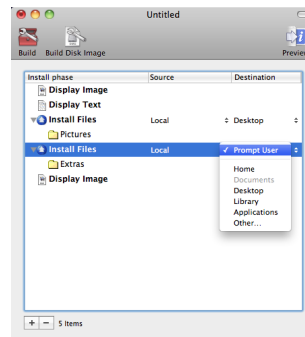 Untitled
Build Build Disk Image Preview
Install phase Source Destination
Display Image
Display Text
Install Files Local Desktop
Pictures
Install Files Local ✓ Prompt User
Extras
Display Image
Home
Documents
Desktop
Library
Applications
Other...
+ − 5 Items